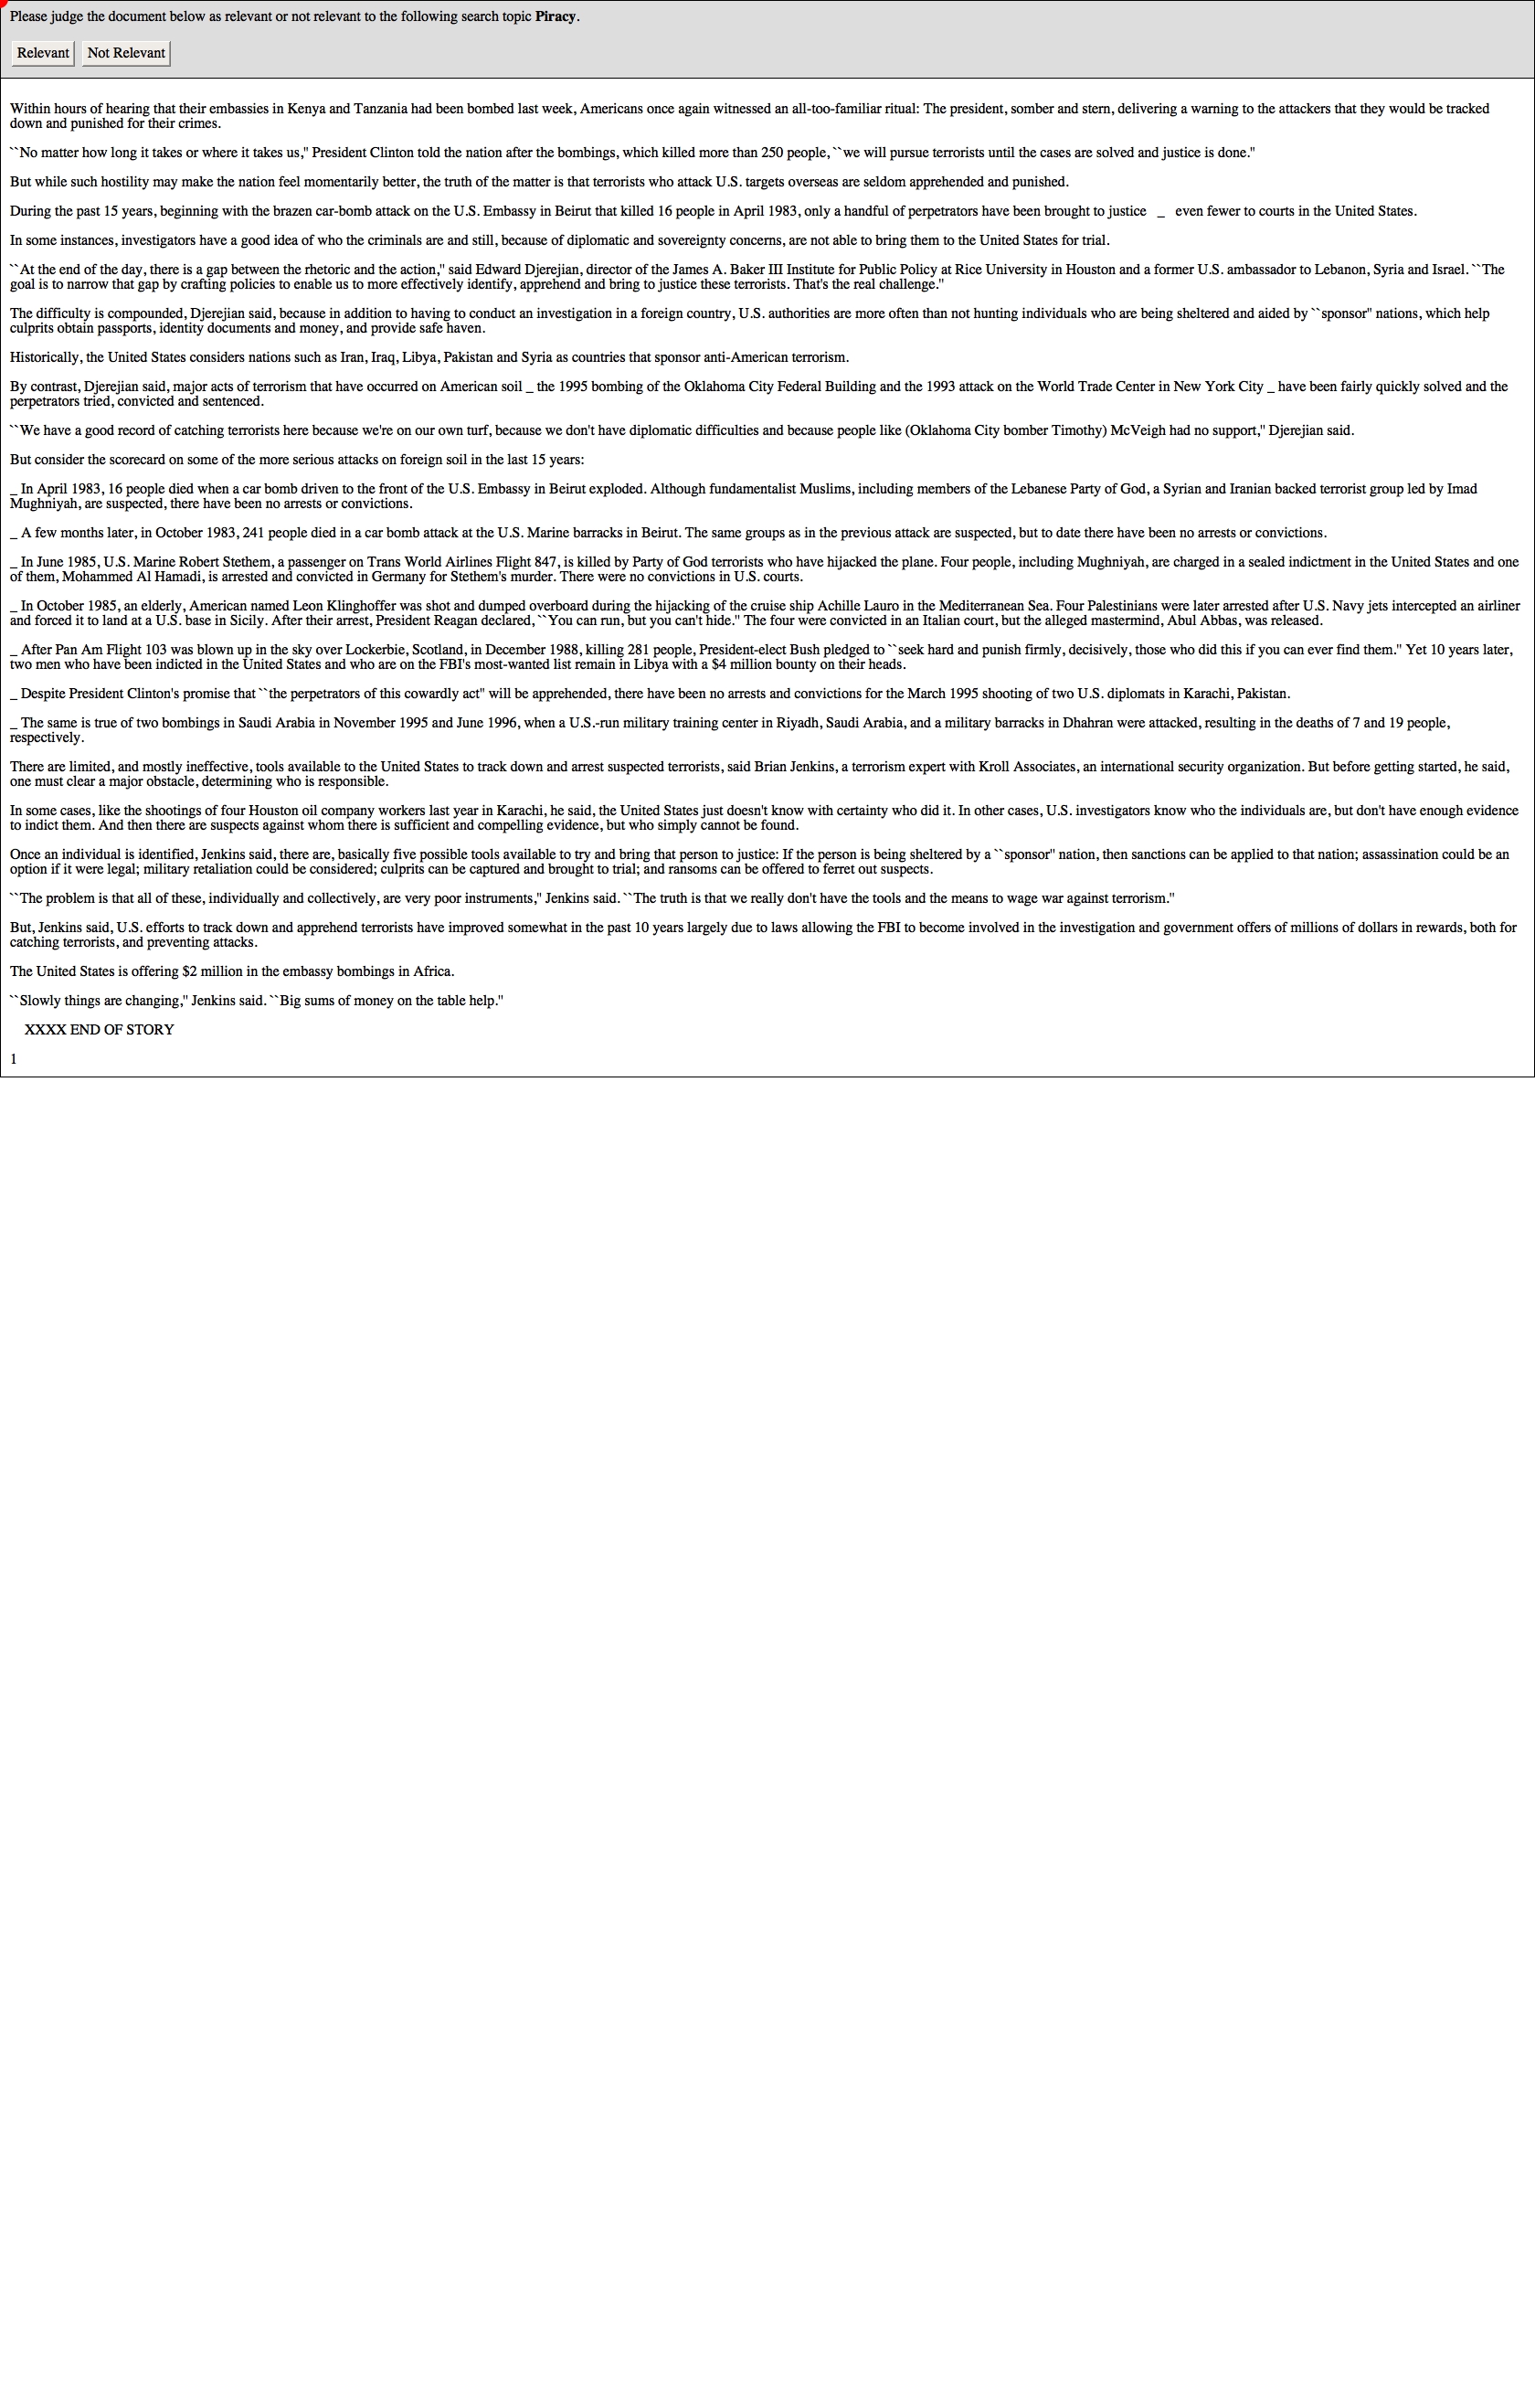 Please judge the document below as relevant or not relevant to the following search topic Piracy.
Relevant Not Relevant
Within hours of hearing that their embassies in Kenya and Tanzania had been bombed last week, Americans once again witnessed an all-too-familiar ritual: The president, somber and stern, delivering a warning to the attackers that they would be tracked
down and punished for their crimes.
``No matter how long it takes or where it takes us,'' President Clinton told the nation after the bombings, which killed more than 250 people, ``we will pursue terrorists until the cases are solved and justice is done.''
But while such hostility may make the nation feel momentarily better, the truth of the matter is that terrorists who attack U.S. targets overseas are seldom apprehended and punished.
During the past 15 years, beginning with the brazen car-bomb attack on the U.S. Embassy in Beirut that killed 16 people in April 1983, only a handful of perpetrators have been brought to justice _ even fewer to courts in the United States.
In some instances, investigators have a good idea of who the criminals are and still, because of diplomatic and sovereignty concerns, are not able to bring them to the United States for trial.
``At the end of the day, there is a gap between the rhetoric and the action,'' said Edward Djerejian, director of the James A. Baker III Institute for Public Policy at Rice University in Houston and a former U.S. ambassador to Lebanon, Syria and Israel. ``The
goal is to narrow that gap by crafting policies to enable us to more effectively identify, apprehend and bring to justice these terrorists. That's the real challenge.''
The difficulty is compounded, Djerejian said, because in addition to having to conduct an investigation in a foreign country, U.S. authorities are more often than not hunting individuals who are being sheltered and aided by ``sponsor'' nations, which help
culprits obtain passports, identity documents and money, and provide safe haven.
Historically, the United States considers nations such as Iran, Iraq, Libya, Pakistan and Syria as countries that sponsor anti-American terrorism.
By contrast, Djerejian said, major acts of terrorism that have occurred on American soil _ the 1995 bombing of the Oklahoma City Federal Building and the 1993 attack on the World Trade Center in New York City _ have been fairly quickly solved and the
perpetrators tried, convicted and sentenced.
``We have a good record of catching terrorists here because we're on our own turf, because we don't have diplomatic difficulties and because people like (Oklahoma City bomber Timothy) McVeigh had no support,'' Djerejian said.
But consider the scorecard on some of the more serious attacks on foreign soil in the last 15 years:
_ In April 1983, 16 people died when a car bomb driven to the front of the U.S. Embassy in Beirut exploded. Although fundamentalist Muslims, including members of the Lebanese Party of God, a Syrian and Iranian backed terrorist group led by Imad
Mughniyah, are suspected, there have been no arrests or convictions.
_ A few months later, in October 1983, 241 people died in a car bomb attack at the U.S. Marine barracks in Beirut. The same groups as in the previous attack are suspected, but to date there have been no arrests or convictions.
_ In June 1985, U.S. Marine Robert Stethem, a passenger on Trans World Airlines Flight 847, is killed by Party of God terrorists who have hijacked the plane. Four people, including Mughniyah, are charged in a sealed indictment in the United States and one
of them, Mohammed Al Hamadi, is arrested and convicted in Germany for Stethem's murder. There were no convictions in U.S. courts.
_ In October 1985, an elderly, American named Leon Klinghoffer was shot and dumped overboard during the hijacking of the cruise ship Achille Lauro in the Mediterranean Sea. Four Palestinians were later arrested after U.S. Navy jets intercepted an airliner
and forced it to land at a U.S. base in Sicily. After their arrest, President Reagan declared, ``You can run, but you can't hide.'' The four were convicted in an Italian court, but the alleged mastermind, Abul Abbas, was released.
_ After Pan Am Flight 103 was blown up in the sky over Lockerbie, Scotland, in December 1988, killing 281 people, President-elect Bush pledged to ``seek hard and punish firmly, decisively, those who did this if you can ever find them.'' Yet 10 years later,
two men who have been indicted in the United States and who are on the FBI's most-wanted list remain in Libya with a $4 million bounty on their heads.
_ Despite President Clinton's promise that ``the perpetrators of this cowardly act'' will be apprehended, there have been no arrests and convictions for the March 1995 shooting of two U.S. diplomats in Karachi, Pakistan.
_ The same is true of two bombings in Saudi Arabia in November 1995 and June 1996, when a U.S.-run military training center in Riyadh, Saudi Arabia, and a military barracks in Dhahran were attacked, resulting in the deaths of 7 and 19 people,
respectively.
There are limited, and mostly ineffective, tools available to the United States to track down and arrest suspected terrorists, said Brian Jenkins, a terrorism expert with Kroll Associates, an international security organization. But before getting started, he said,
one must clear a major obstacle, determining who is responsible.
In some cases, like the shootings of four Houston oil company workers last year in Karachi, he said, the United States just doesn't know with certainty who did it. In other cases, U.S. investigators know who the individuals are, but don't have enough evidence
to indict them. And then there are suspects against whom there is sufficient and compelling evidence, but who simply cannot be found.
Once an individual is identified, Jenkins said, there are, basically five possible tools available to try and bring that person to justice: If the person is being sheltered by a ``sponsor'' nation, then sanctions can be applied to that nation; assassination could be an
option if it were legal; military retaliation could be considered; culprits can be captured and brought to trial; and ransoms can be offered to ferret out suspects.
``The problem is that all of these, individually and collectively, are very poor instruments,'' Jenkins said. ``The truth is that we really don't have the tools and the means to wage war against terrorism.''
But, Jenkins said, U.S. efforts to track down and apprehend terrorists have improved somewhat in the past 10 years largely due to laws allowing the FBI to become involved in the investigation and government offers of millions of dollars in rewards, both for
catching terrorists, and preventing attacks.
The United States is offering $2 million in the embassy bombings in Africa.
``Slowly things are changing,'' Jenkins said. ``Big sums of money on the table help.''
XXXX END OF STORY
1